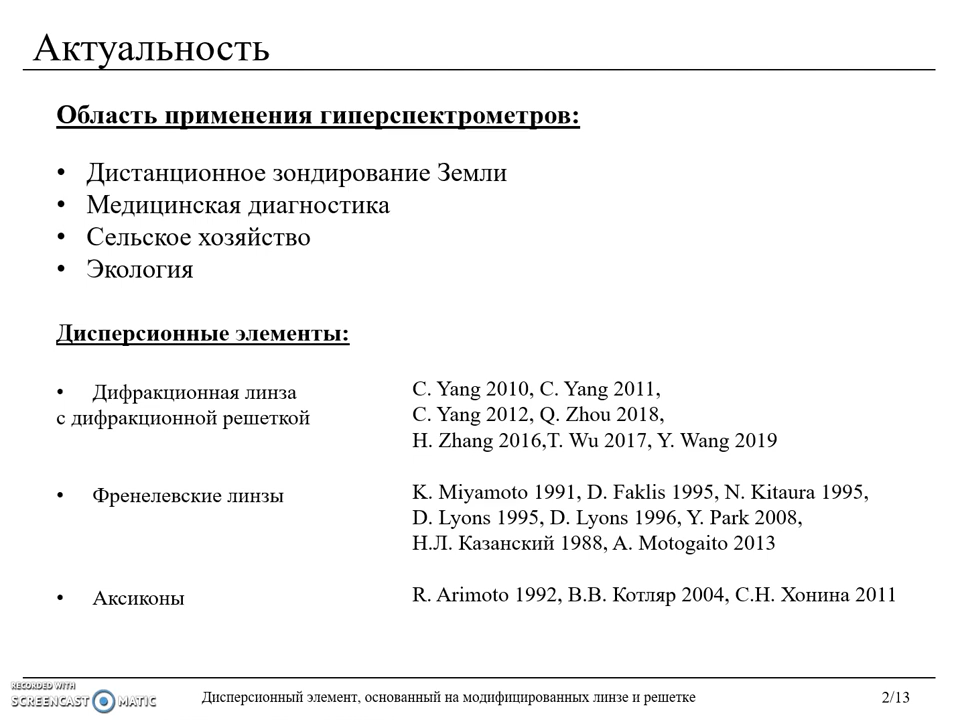 Актуальность
Область применения гиперспектрометров:
• Дистанционное зондирование Земли
• Медицинская диагностика
• Сельское хозяйство
• Экология
Дисперсионные элементы:
• Дифракционная линза
с дифракционной решеткой
C. Yang 2010, C. Yang 2011,
C. Yang 2012, Q. Zhou 2018,
H. Zhang 2016,T. Wu 2017, Y. Wang 2019
• Френелевские линзы
K. Miyamoto 1991, D. Faklis 1995, N. Kitaura 1995,
D. Lyons 1995, D. Lyons 1996, Y. Park 2008,
Н.Л. Казанский 1988, A. Motogaito 2013
• Аксиконы
R. Arimoto 1992, В.В. Котляр 2004, С.Н. Хонина 2011
RECORDED WITH
SCREENCAST MATIC
Дисперсионный элемент, основанный на модифицированных линзе и решетке
2/13